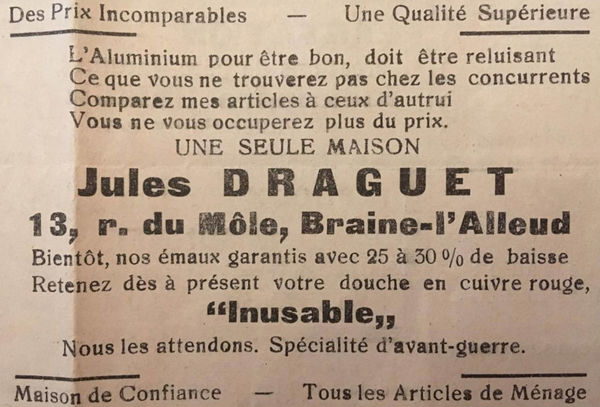 Des Prix Incomparables — Une Qualité Supérieure
L'Aluminium pour être bon, doit être reluisant
Ce que vous ne trouverez pas chez les concurrents
Comparez mes articles à ceux d'autrui
Vous ne vous occuperez plus du prix.
UNE SEULE MAISON
Jules DRAGUET
13, r. du Môle, Braine-l'Alleud
Bientôt, nos émaux garantis avec 25 à 30 % de baisse
Retenez dès à présent votre douche en cuivre rouge,
“Inusable„
Nous les attendons. Spécialité d'avant-guerre.
Maison de Confiance — Tous les Articles de Ménage